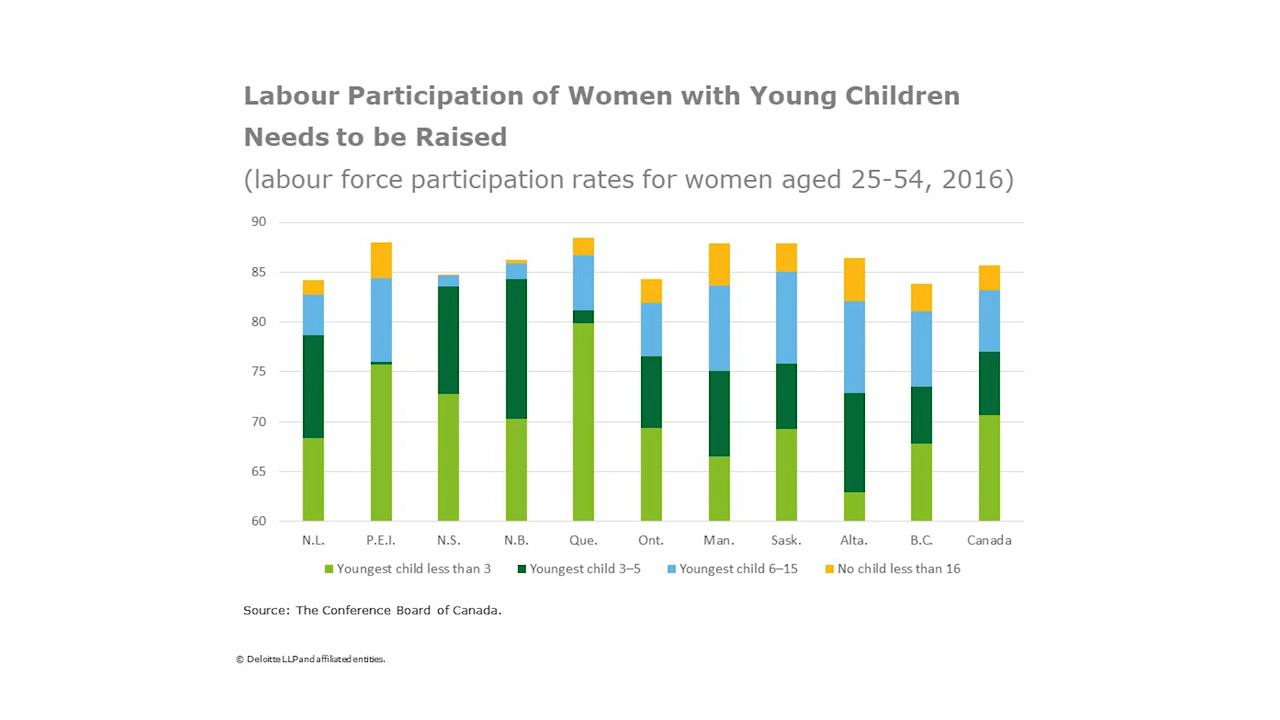 Labour Participation of Women with Young Children
Needs to be Raised
(labour force participation rates for women aged 25-54, 2016)
90
85
80
75
70
65
60
N.L. P.E.I. N.S. N.B. Que. Ont. Man. Sask. Alta. B.C. Canada
Youngest child less than 3 Youngest child 3–5 Youngest child 6–15 No child less than 16
Source: The Conference Board of Canada.
© Deloitte LLP and affiliated entities.